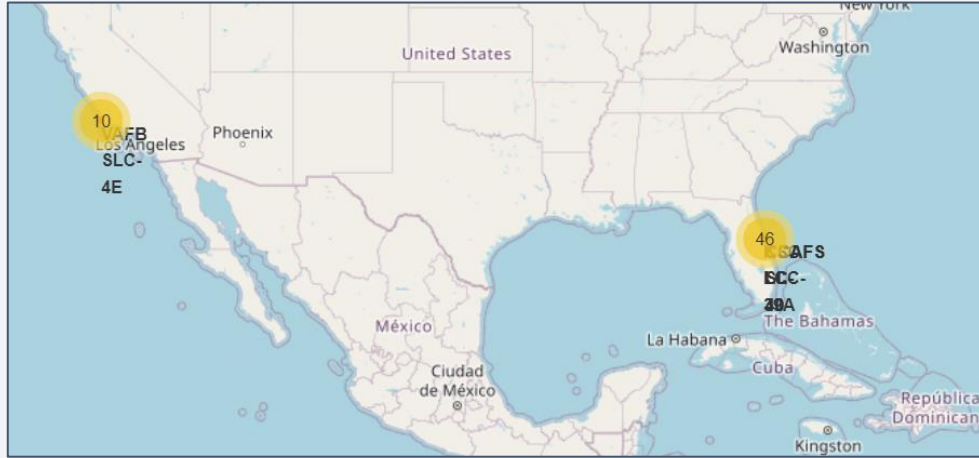 New York
Washington
United States
10
VAFB
Los Angeles
SLC-
4E
Phoenix
46
The Bahamas
México
La Habana
Cuba
Ciudad
de México
República
Dominican
Kingston